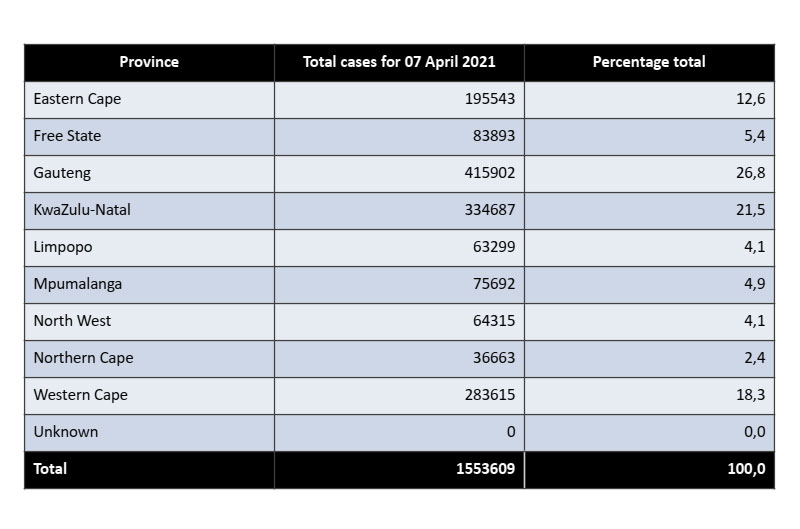 Province Total cases for 07 April 2021 Percentage total
Eastern Cape 195543 12,6
Free State 83893 5,4
Gauteng 415902 26,8
KwaZulu-Natal 334687 21,5
Limpopo 63299 4,1
Mpumalanga 75692 4,9
North West 64315 4,1
Northern Cape 36663 2,4
Western Cape 283615 18,3
Unknown 0 0,0
Total 1553609 100,0